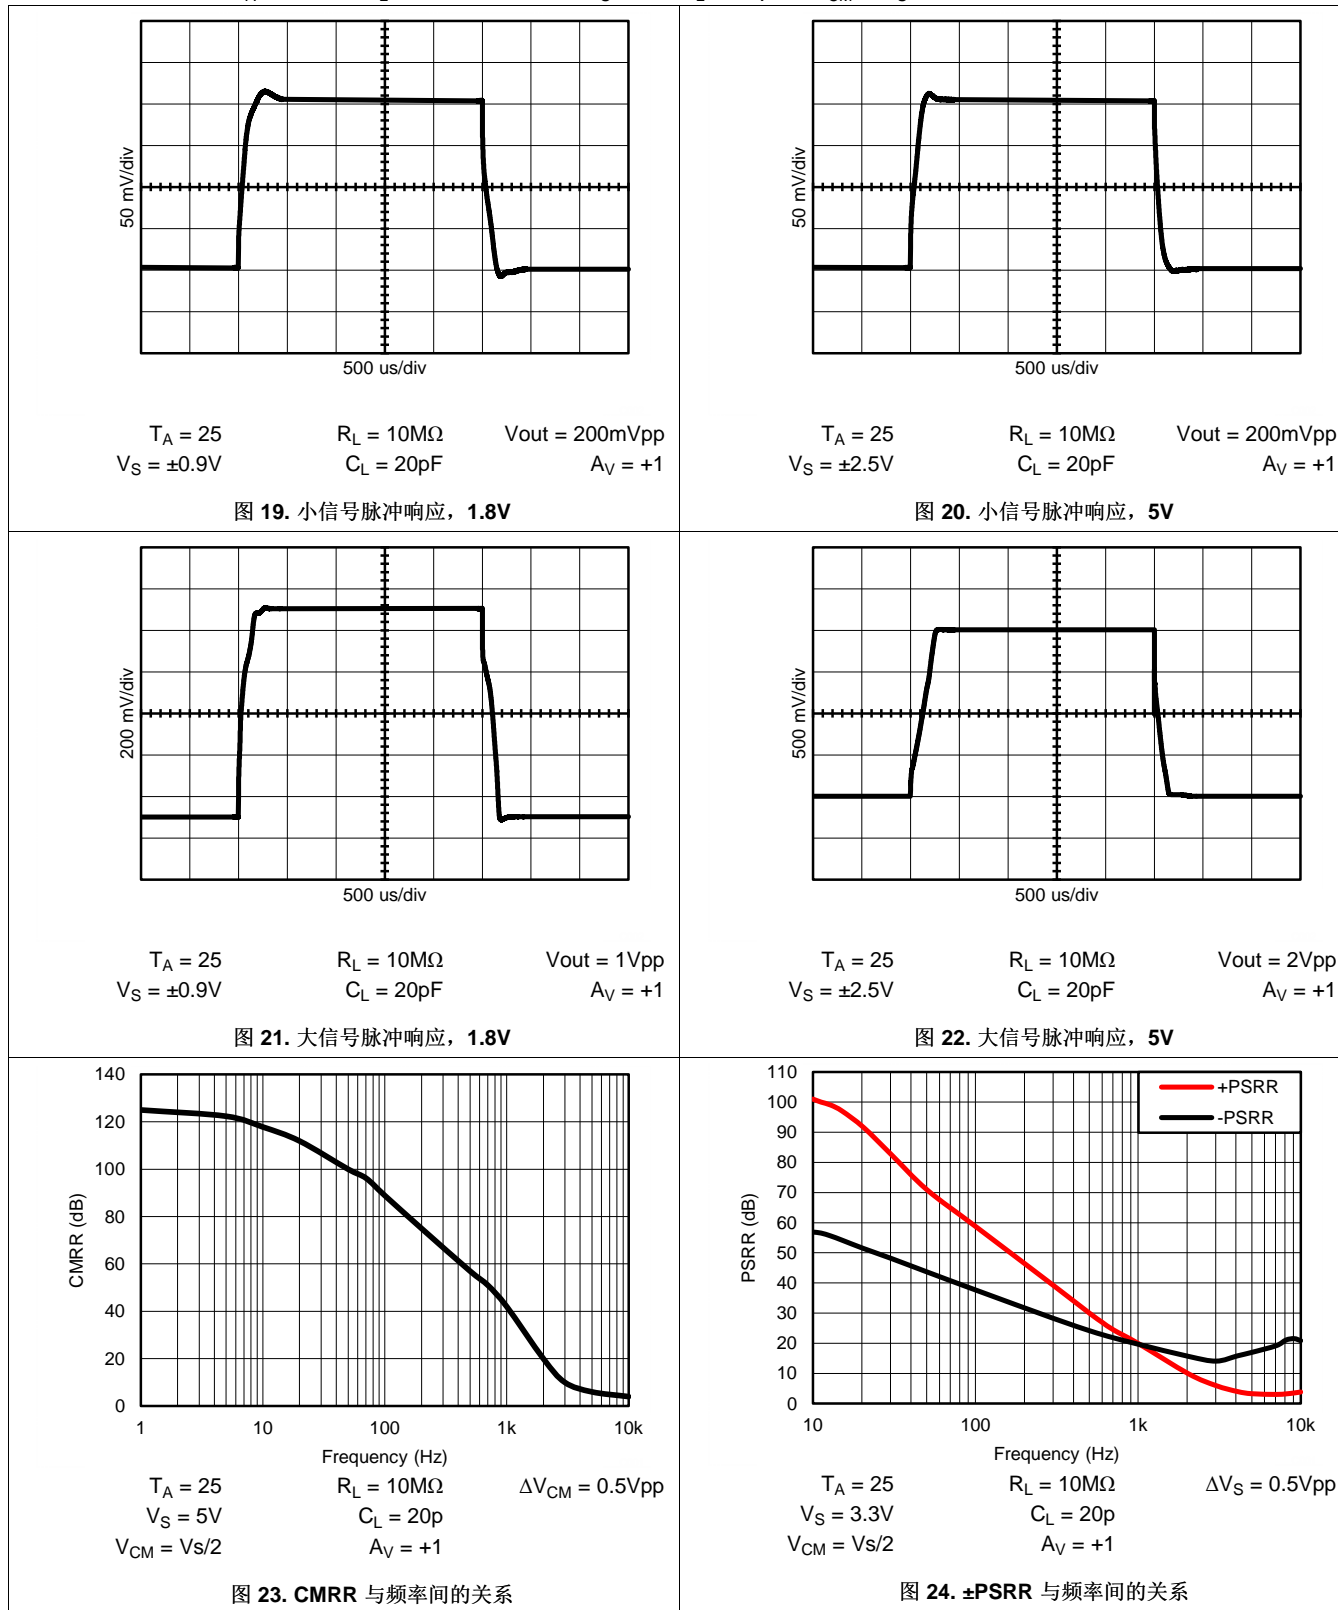 50 mV/div
500 us/div
T_A = 25 R_L = 10MΩ Vout = 200mVpp
V_S = ±0.9V C_L = 20pF A_V = +1
图 19. 小信号脉冲响应，1.8V
50 mV/div
500 us/div
T_A = 25 R_L = 10MΩ Vout = 200mVpp
V_S = ±2.5V C_L = 20pF A_V = +1
图 20. 小信号脉冲响应，5V
200 mV/div
500 us/div
T_A = 25 R_L = 10MΩ Vout = 1Vpp
V_S = ±0.9V C_L = 20pF A_V = +1
图 21. 大信号脉冲响应，1.8V
500 mV/div
500 us/div
T_A = 25 R_L = 10MΩ Vout = 2Vpp
V_S = ±2.5V C_L = 20pF A_V = +1
图 22. 大信号脉冲响应，5V
140
120
100
80
60
40
20
0
CMRR (dB)
1 10 100 1k 10k
Frequency (Hz)
T_A = 25 R_L = 10MΩ ΔV_CM = 0.5Vpp
V_S = 5V C_L = 20p
V_CM = Vs/2 A_V = +1
图 23. CMRR 与频率间的关系
110
100
90
80
70
60
50
40
30
20
10
0
PSRR (dB)
+PSRR
-PSRR
10 100 1k 10k
Frequency (Hz)
T_A = 25 R_L = 10MΩ ΔV_S = 0.5Vpp
V_S = 3.3V C_L = 20p
V_CM = Vs/2 A_V = +1
图 24. ±PSRR 与频率间的关系